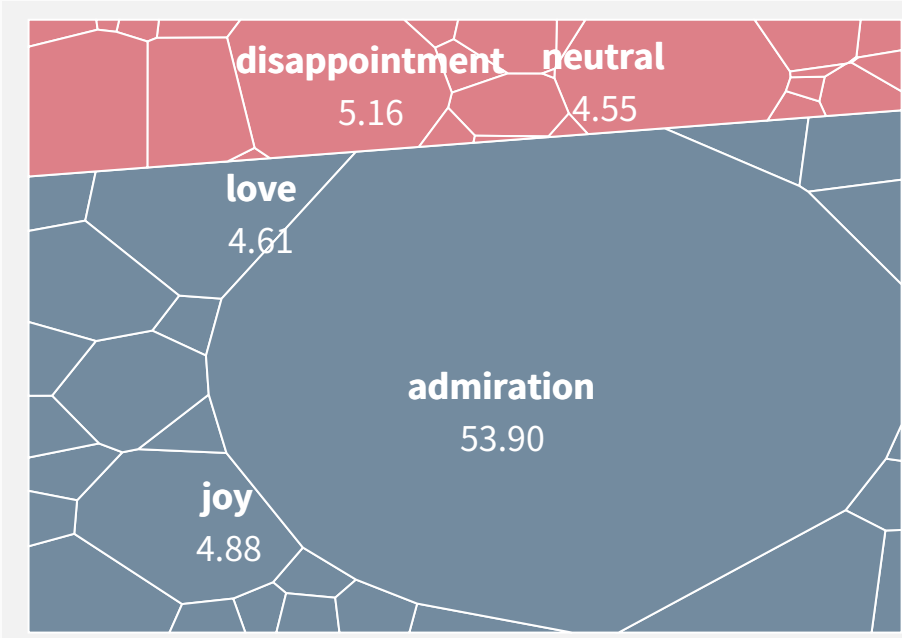 disappointment
5.16
neutral
4.55
love
4.61
admiration
53.90
joy
4.88